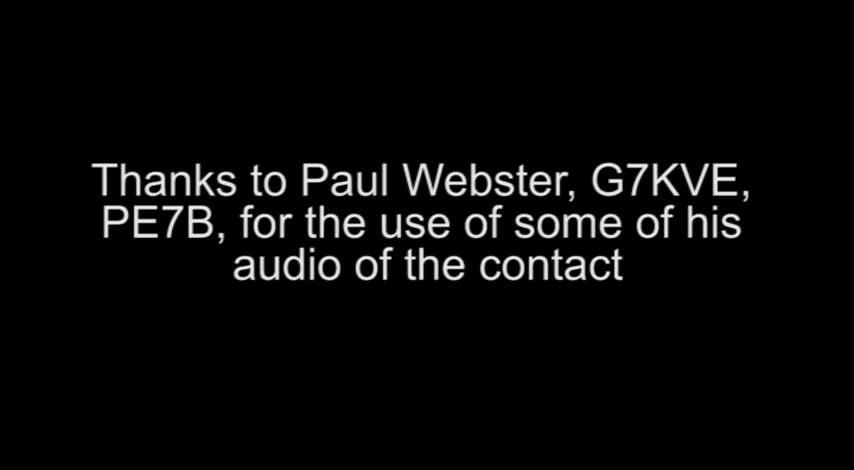 Thanks to Paul Webster, G7KVE,
PE7B, for the use of some of his
audio of the contact